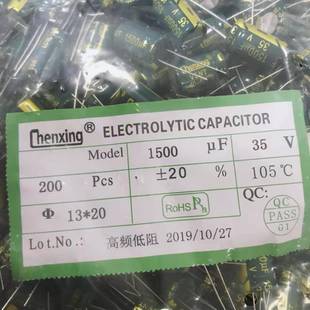 Chenxing® ELECTROLYTIC CAPACITOR
Model 1500 μF 35 V
200 Pcs ±20 % 105℃
Φ 13*20 RoHS QC: QC PASS 01
Lot.No.: 高频低阻 2019/10/27